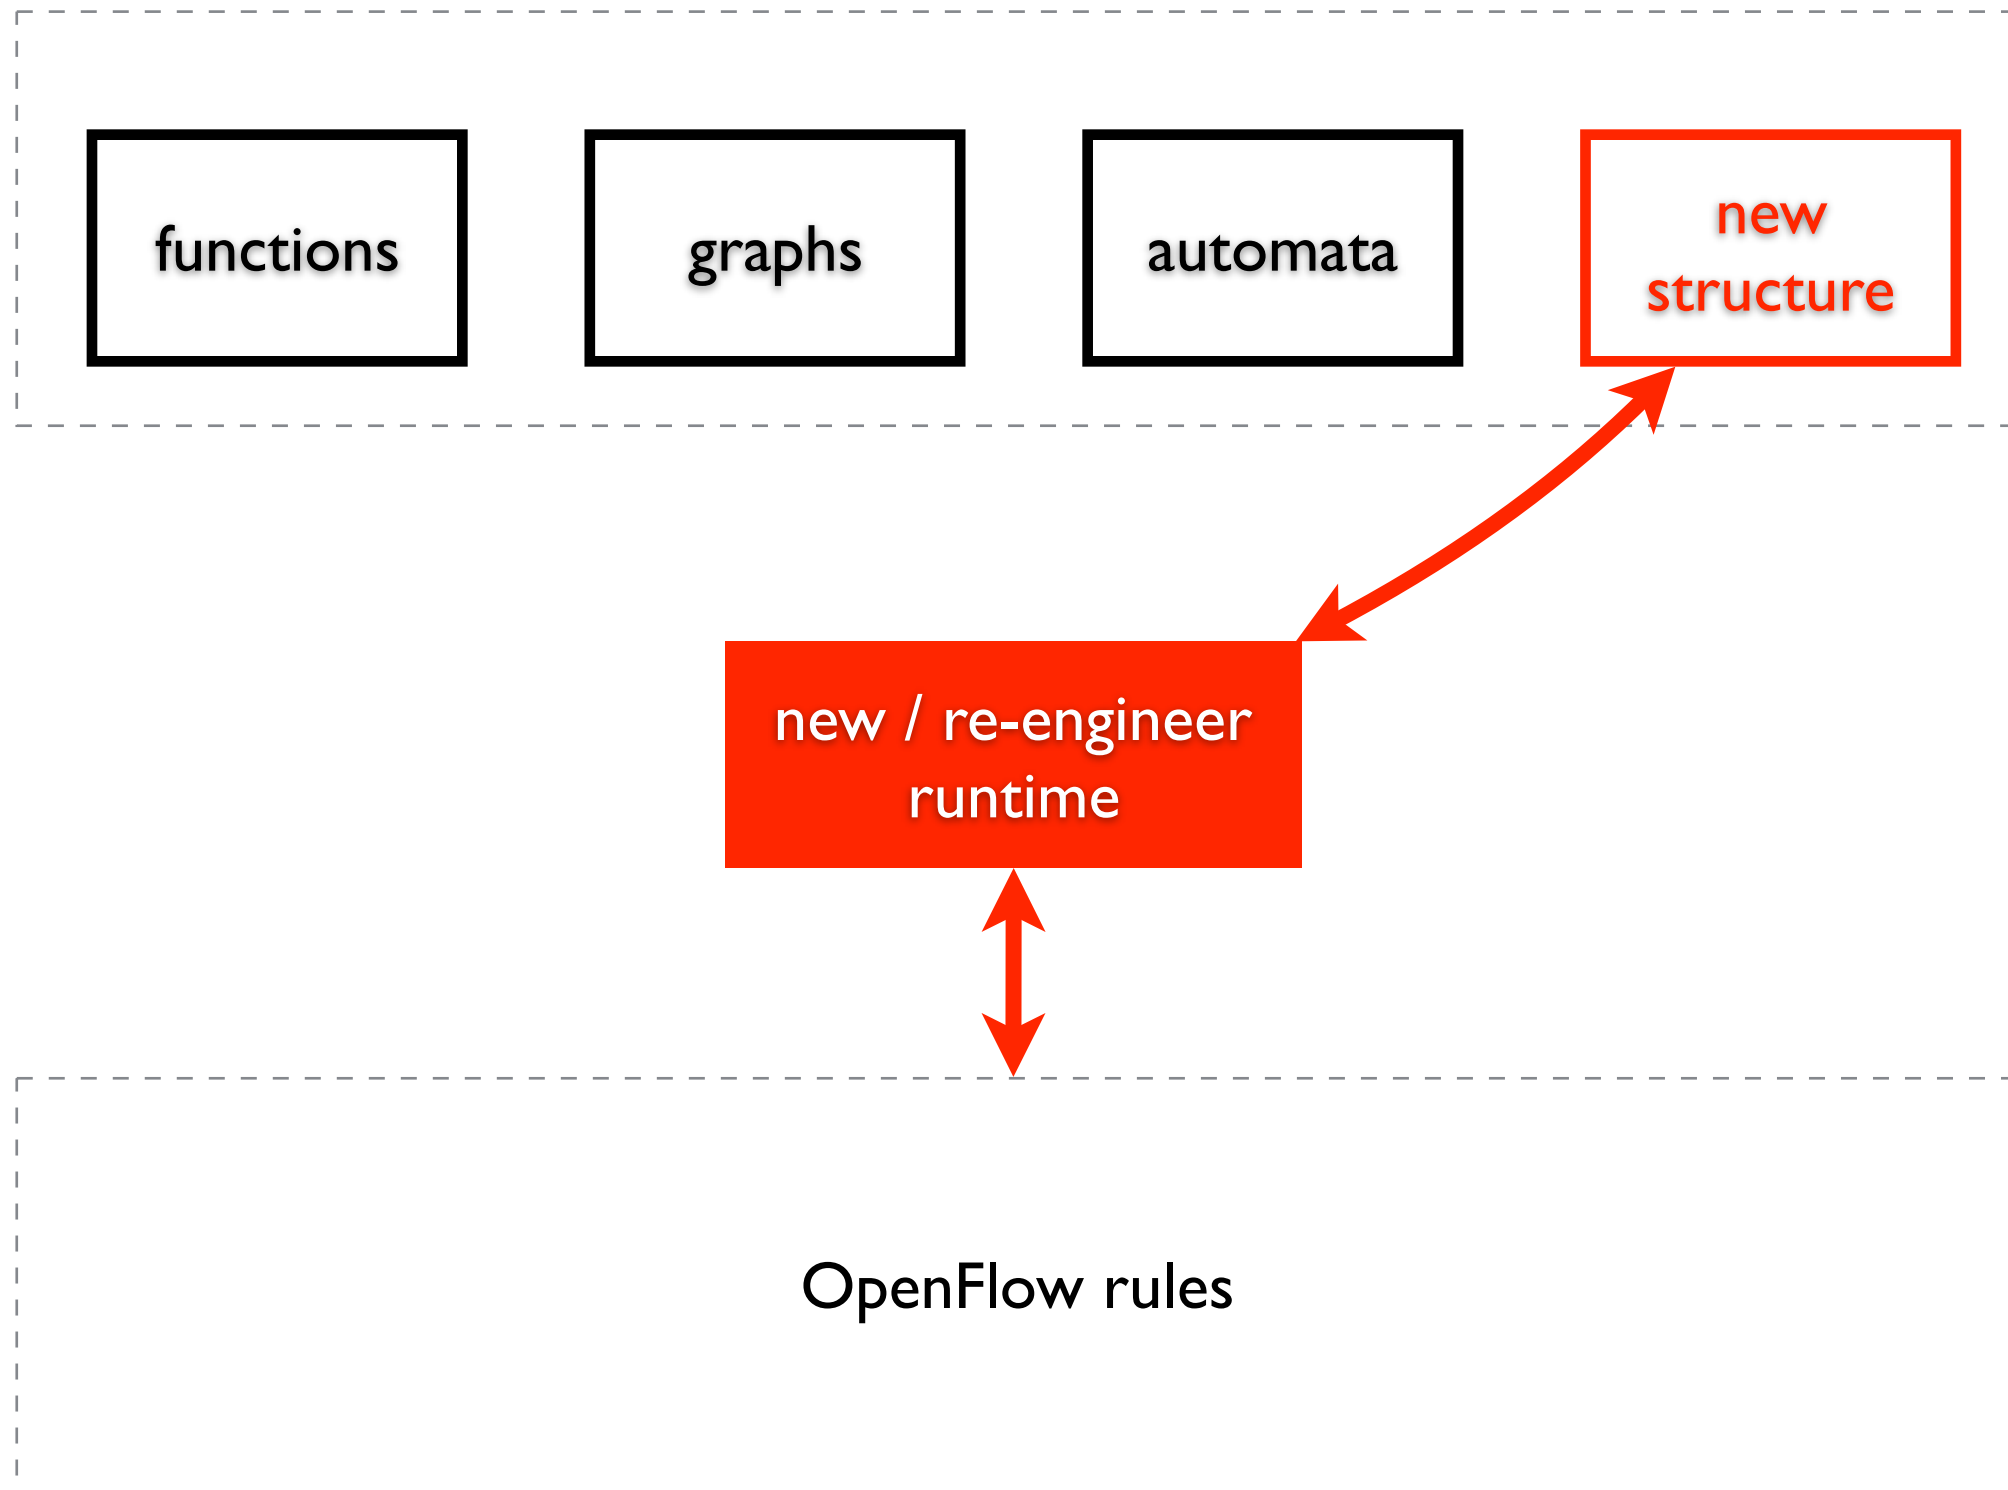 functions
graphs
automata
new
structure
new / re-engineer
runtime
OpenFlow rules